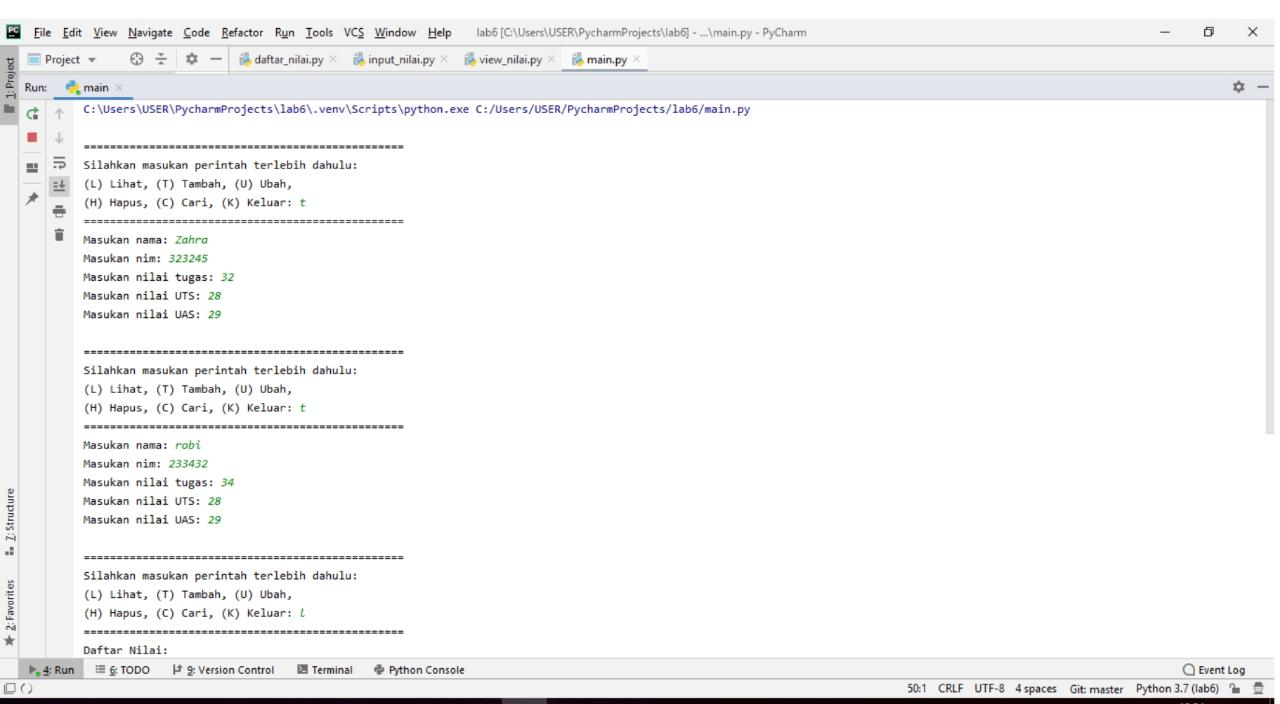 PC File Edit View Navigate Code Refactor Run Tools VCS Window Help lab6 [C:\Users\USER\PycharmProjects\lab6] - ...\main.py - PyCharm
Project daftar_nilai.py input_nilai.py view_nilai.py main.py
1: Project
Run: main
C:\Users\USER\PycharmProjects\lab6\.venv\Scripts\python.exe C:/Users/USER/PycharmProjects/lab6/main.py
=================================================
Silahkan masukan perintah terlebih dahulu:
(L) Lihat, (T) Tambah, (U) Ubah,
(H) Hapus, (C) Cari, (K) Keluar: t
=================================================
Masukan nama: Zahra
Masukan nim: 323245
Masukan nilai tugas: 32
Masukan nilai UTS: 28
Masukan nilai UAS: 29
=================================================
Silahkan masukan perintah terlebih dahulu:
(L) Lihat, (T) Tambah, (U) Ubah,
(H) Hapus, (C) Cari, (K) Keluar: t
=================================================
Masukan nama: robi
Masukan nim: 233432
Masukan nilai tugas: 34
Masukan nilai UTS: 28
Masukan nilai UAS: 29
=================================================
Silahkan masukan perintah terlebih dahulu:
(L) Lihat, (T) Tambah, (U) Ubah,
(H) Hapus, (C) Cari, (K) Keluar: l
=================================================
Daftar Nilai:
7: Structure
2: Favorites
4: Run 6: TODO 9: Version Control Terminal Python Console Event Log
50:1 CRLF UTF-8 4 spaces Git: master Python 3.7 (lab6)